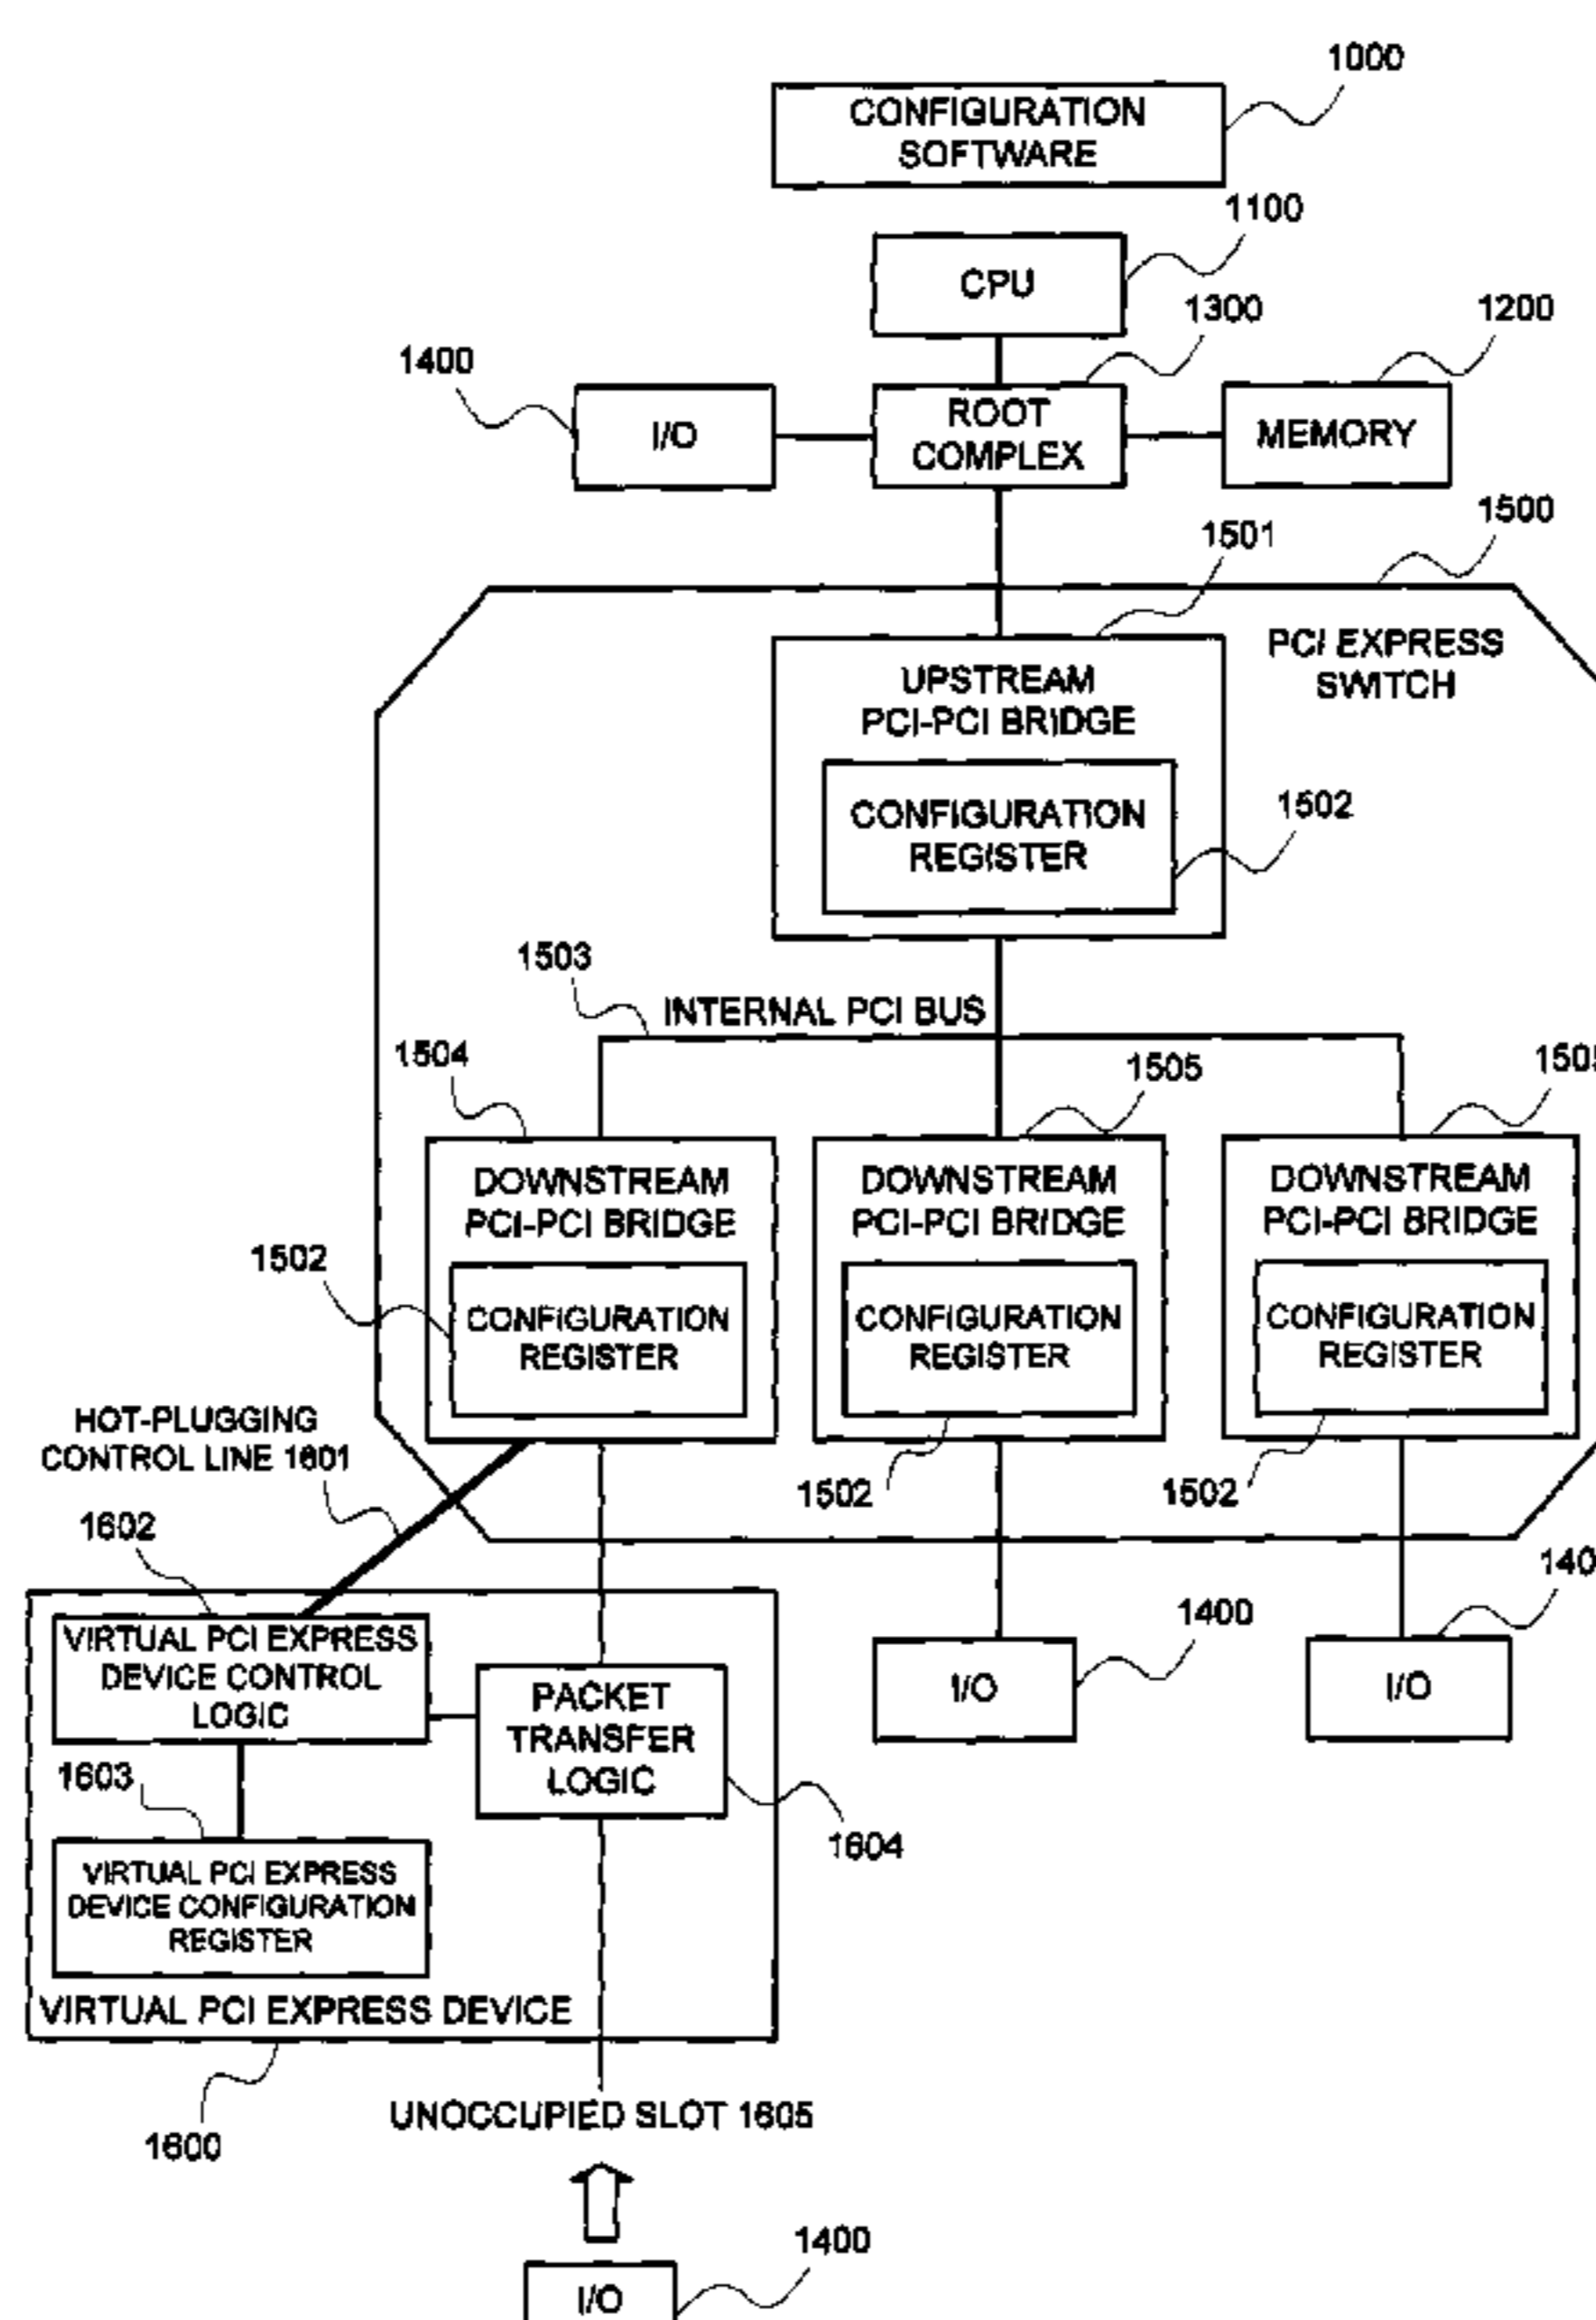 1000
CONFIGURATION
SOFTWARE
1100
CPU
1300
1200
1400
I/O
ROOT
COMPLEX
MEMORY
1500
1501
PCI EXPRESS
SWITCH
UPSTREAM
PCI-PCI BRIDGE
1502
CONFIGURATION
REGISTER
1503
INTERNAL PCI BUS
1504
1505
150
DOWNSTREAM
PCI-PCI BRIDGE
DOWNSTREAM
PCI-PCI BRIDGE
DOWNSTREAM
PCI-PCI BRIDGE
1502
CONFIGURATION
REGISTER
CONFIGURATION
REGISTER
CONFIGURATION
REGISTER
HOT-PLUGGING
CONTROL LINE 1601
1502
1502
1602
140
1400
VIRTUAL PCI EXPRESS
DEVICE CONTROL
LOGIC
PACKET
TRANSFER
LOGIC
I/O
I/O
1603
1604
VIRTUAL PCI EXPRESS
DEVICE CONFIGURATION
REGISTER
VIRTUAL PCI EXPRESS DEVICE
1600
UNOCCUPIED SLOT 1605
1400
I/O